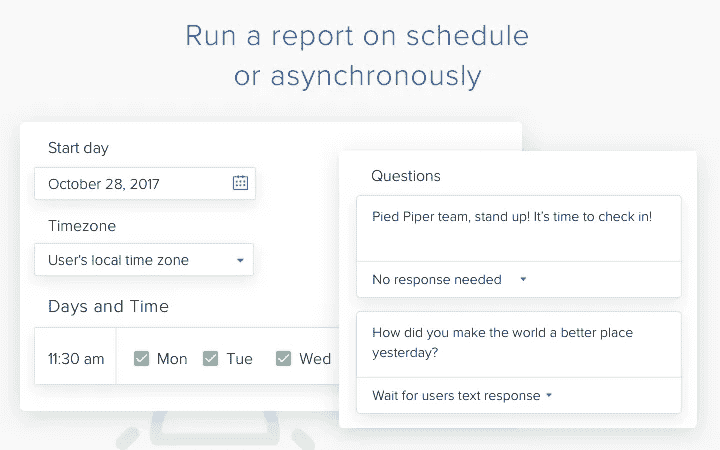 Run a report on schedule
or asynchronously
Start day
October 28, 2017
Timezone
User's local time zone
Days and Time
11:30 am Mon Tue Wed
Questions
Pied Piper team, stand up! It's time to check in!
No response needed
How did you make the world a better place
yesterday?
Wait for users text response